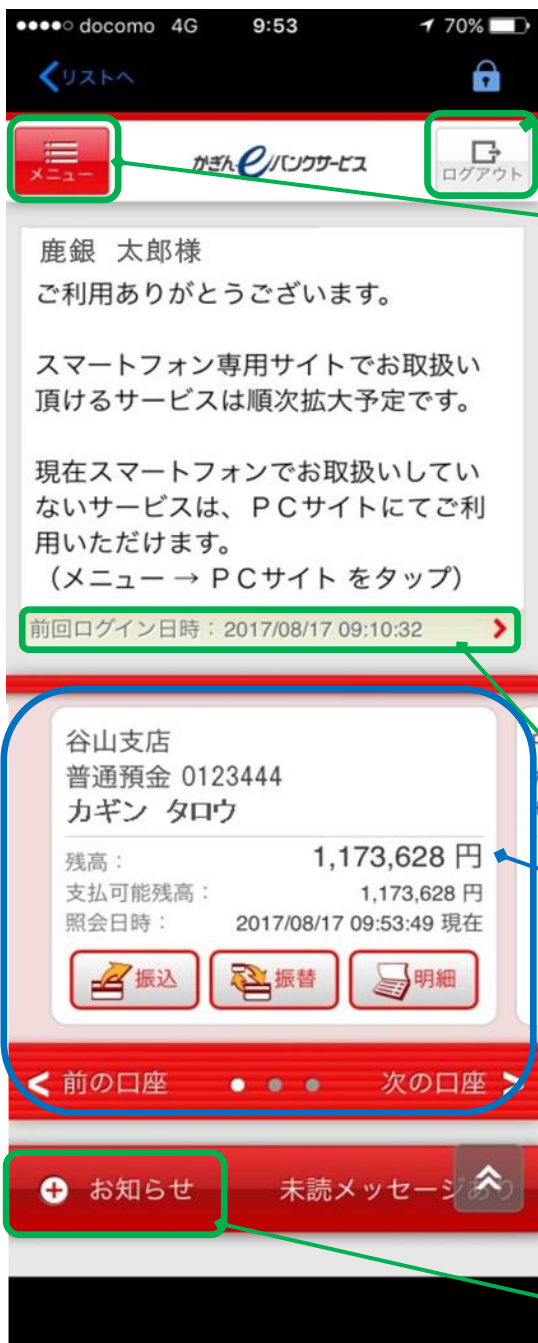 docomo 4G 9:53 70%
リストへ
メニュー
かぎんeバンクサービス
ログアウト
鹿銀 太郎様
ご利用ありがとうございます。
スマートフォン専用サイトでお取扱い
頂けるサービスは順次拡大予定です。
現在スマートフォンでお取扱いしてい
ないサービスは、PCサイトにてご利
用いただけます。
（メニュー → PCサイト をタップ）
前回ログイン日時：2017/08/17 09:10:32
谷山支店
普通預金 0123444
カギン タロウ
残高： 1,173,628 円
支払可能残高： 1,173,628 円
照会日時： 2017/08/17 09:53:49 現在
振込 振替 明細
前の口座 次の口座
お知らせ 未読メッセージあり